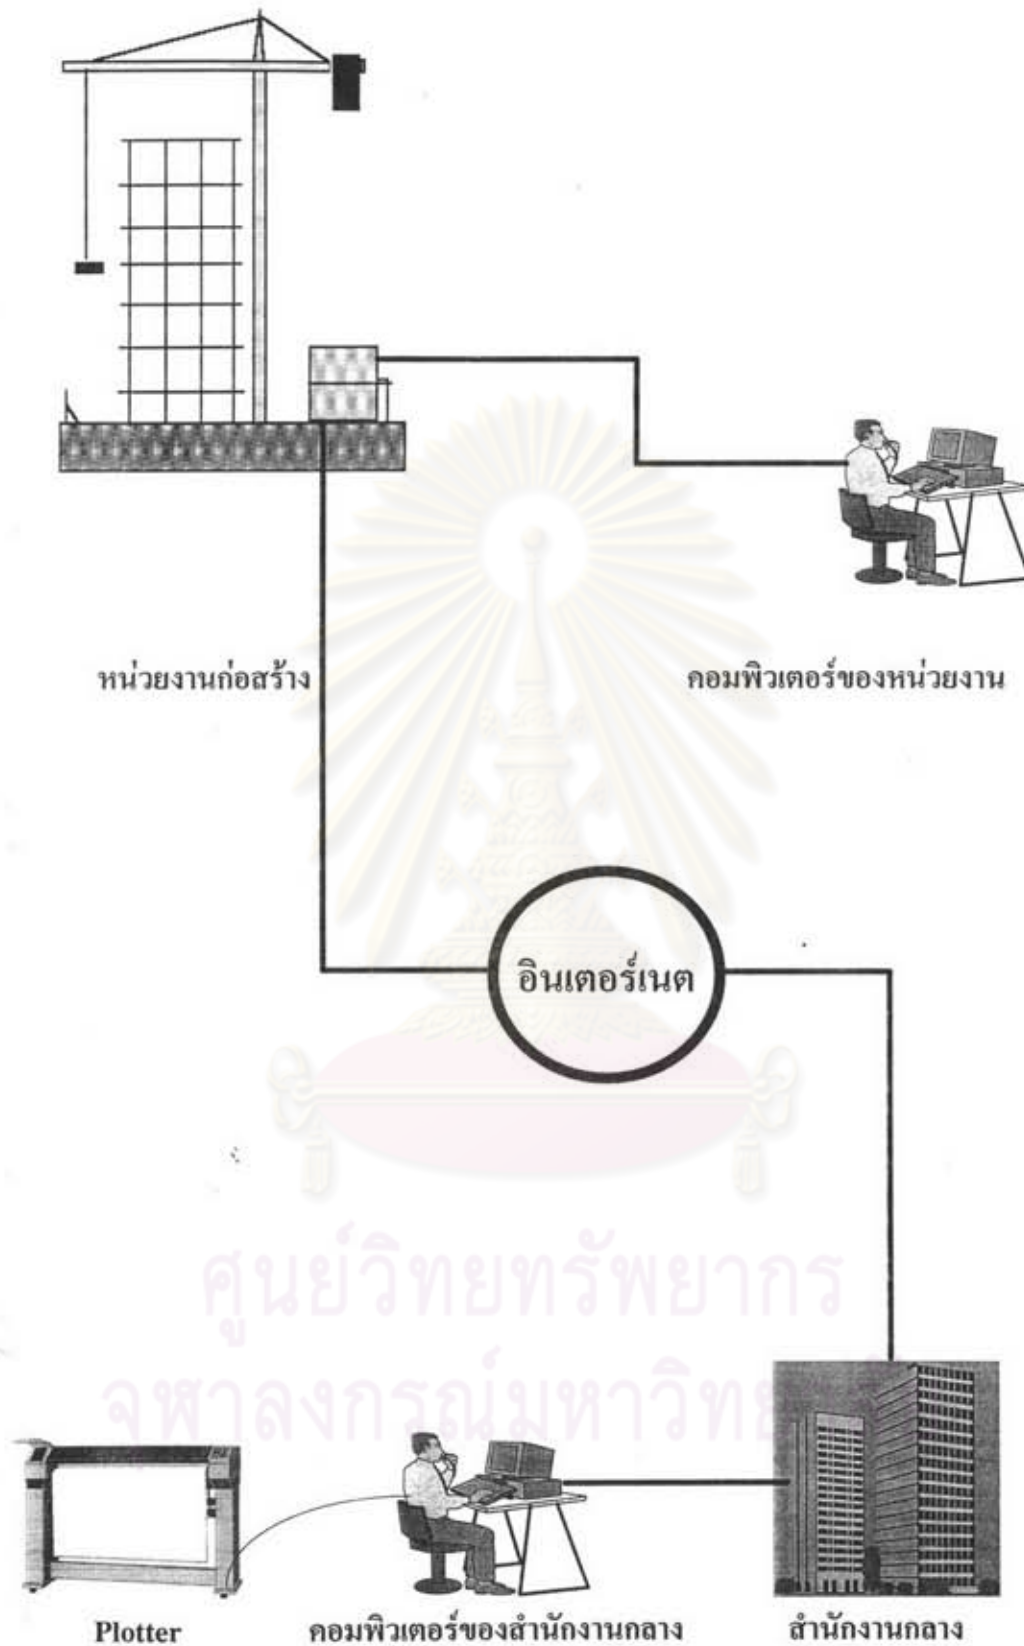 หน่วยงานก่อสร้าง
คอมพิวเตอร์ของหน่วยงาน
อินเตอร์เนต
ศูนย์วิทยทรัพยากร
จุฬาลงกรณ์มหาวิทยาลัย
Plotter
คอมพิวเตอร์ของสำนักงานกลาง
สำนักงานกลาง